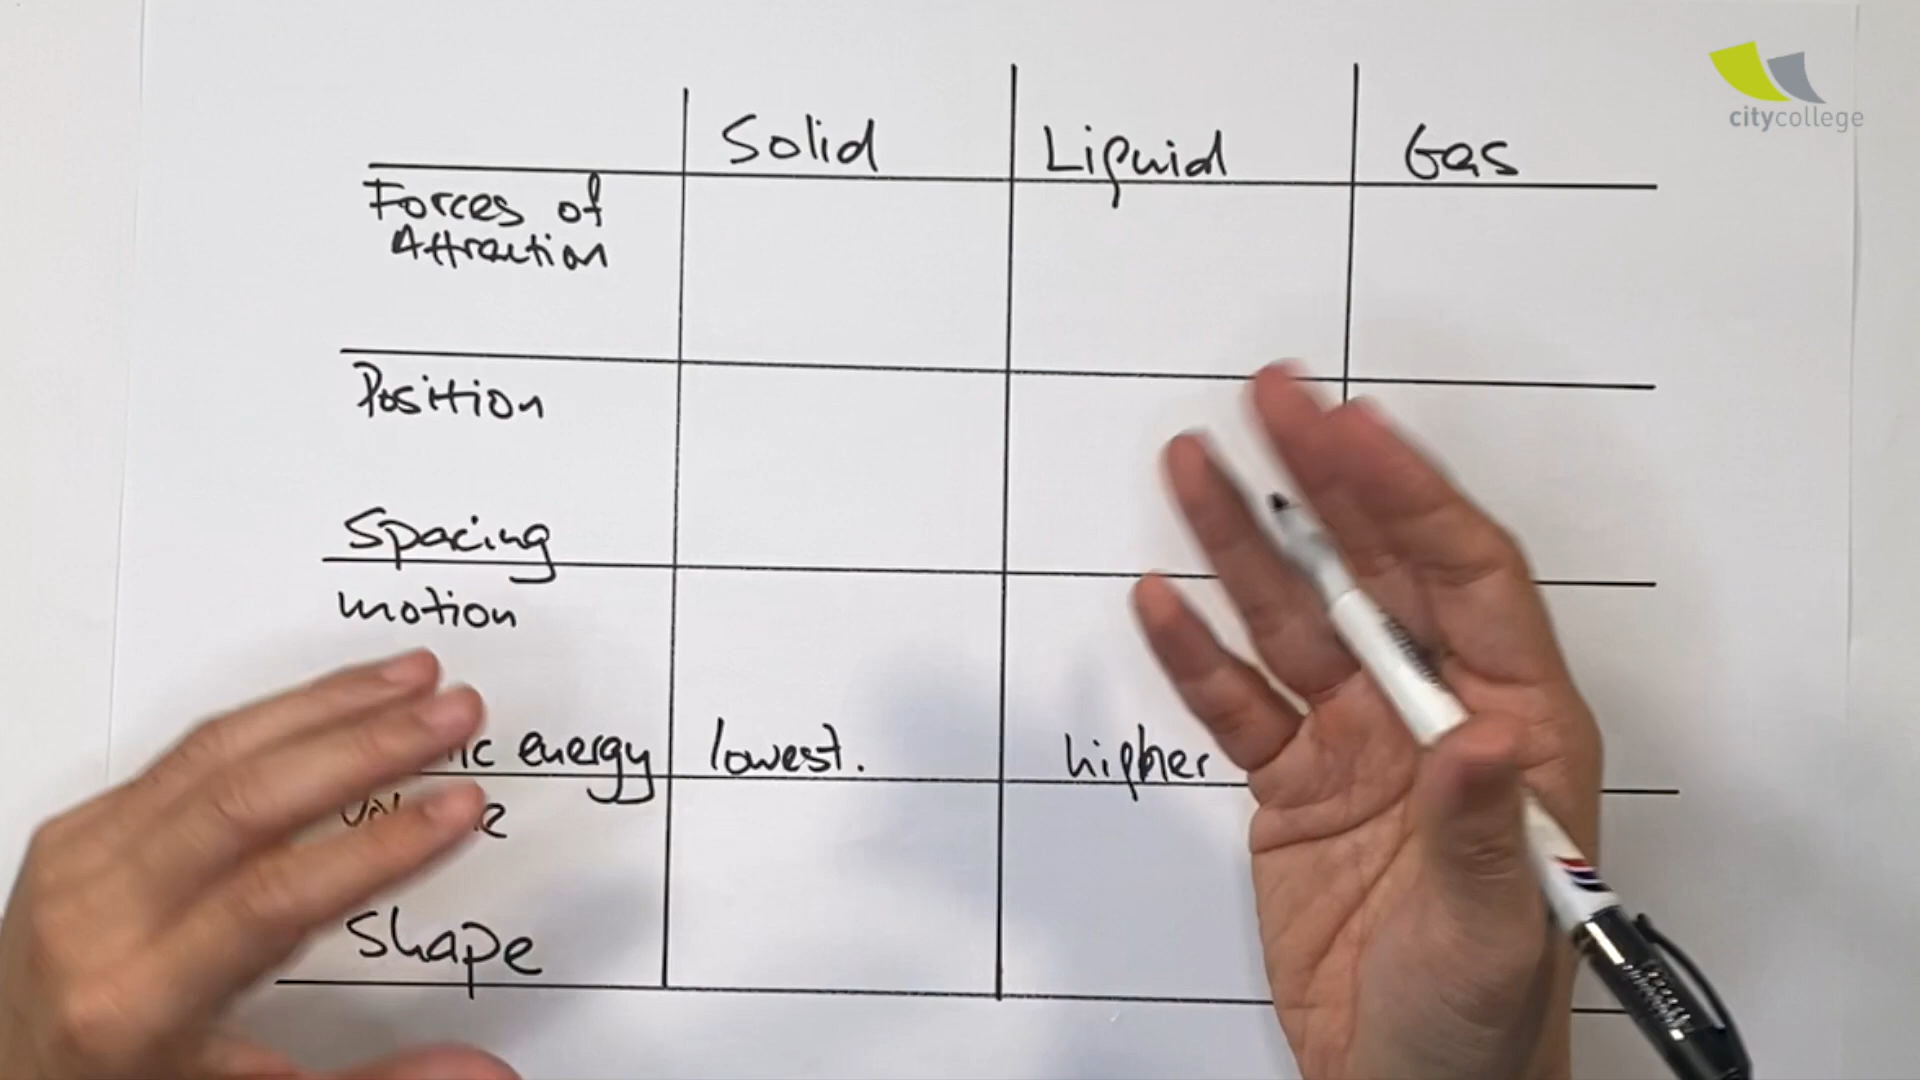 citycollege
Solid Liquid Gas
Forces of
Attraction
Position
Spacing
motion
energy lowest. higher
shape